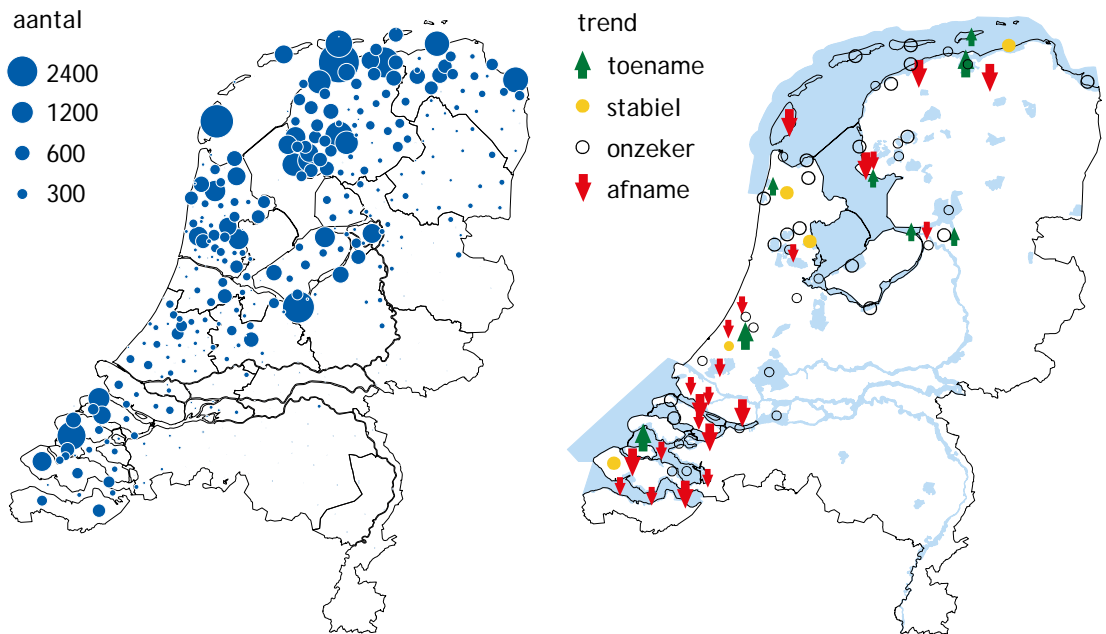 aantal
2400
1200
600
300
trend
toename
stabiel
onzeker
afname